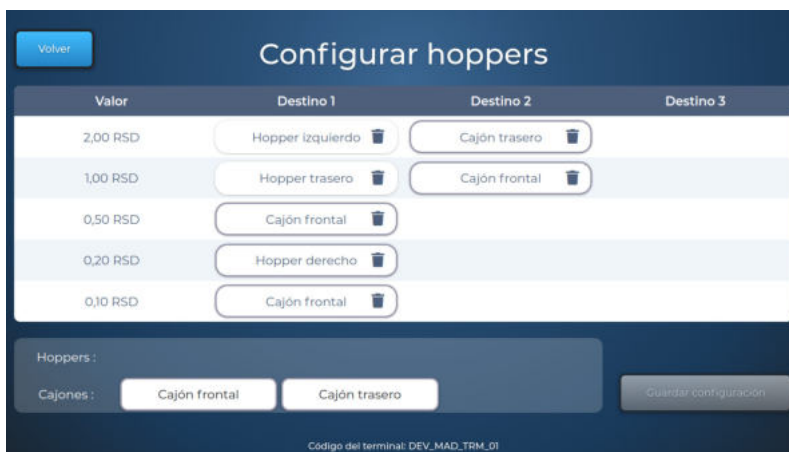 Volver
Configurar hoppers
Valor Destino 1 Destino 2 Destino 3
2,00 RSD Hopper izquierdo Cajón trasero
1,00 RSD Hopper trasero Cajón frontal
0,50 RSD Cajón frontal
0,20 RSD Hopper derecho
0,10 RSD Cajón frontal
Hoppers :
Cajones : Cajón frontal Cajón trasero
Guardar configuración
Código del terminal: DEV_MAD_TRM_01